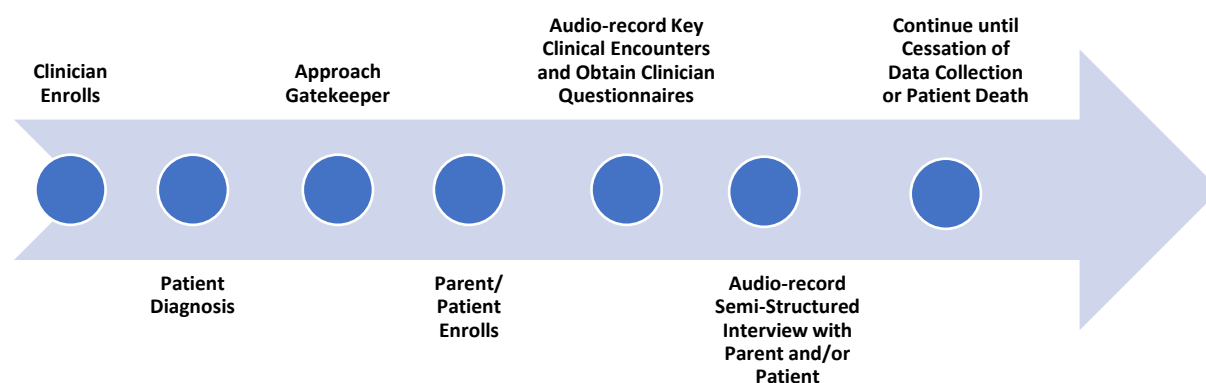 Clinician
Enrolls
Patient
Diagnosis
Approach
Gatekeeper
Parent/
Patient
Enrolls
Audio-record Key
Clinical Encounters
and Obtain Clinician
Questionnaires
Audio-record
Semi-Structured
Interview with
Parent and/or
Patient
Continue until
Cessation of
Data Collection
or Patient Death